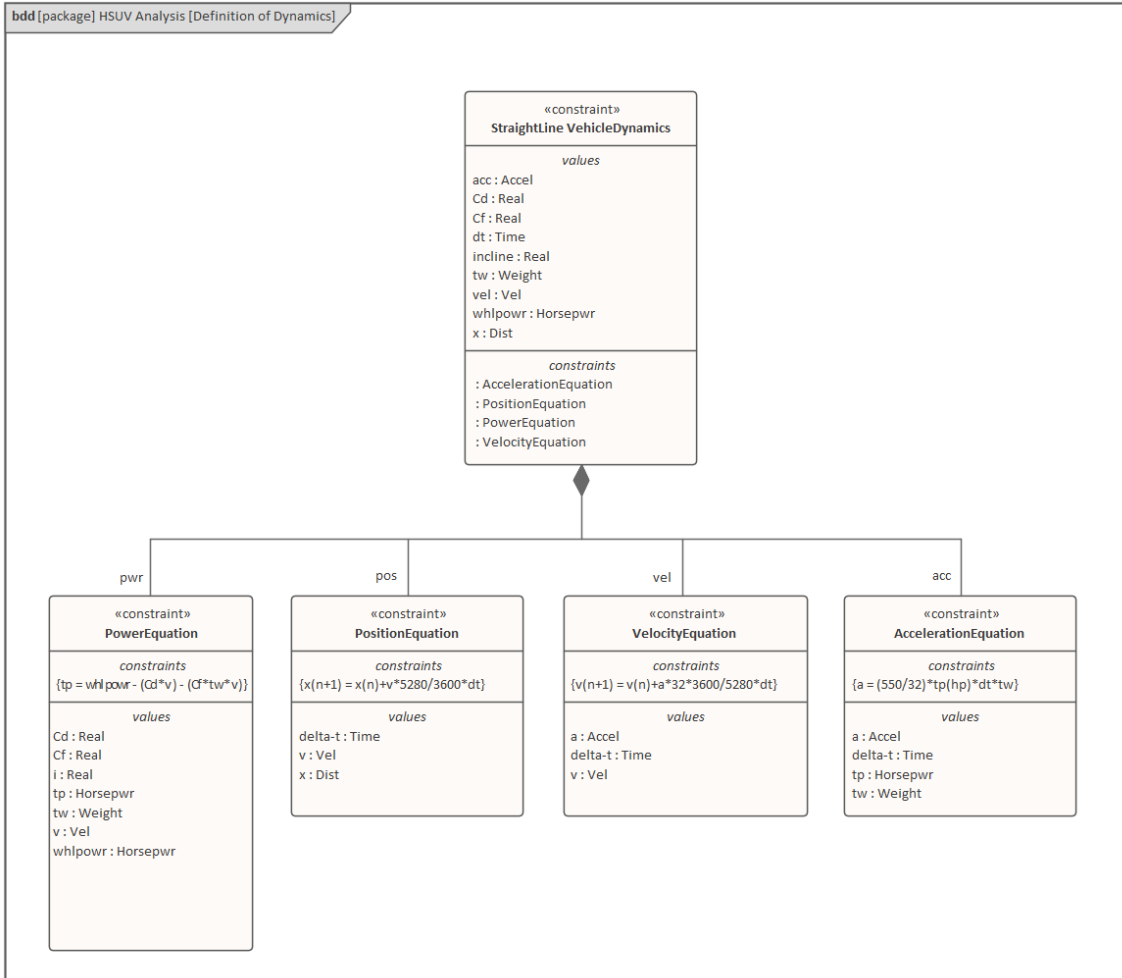 bdd [package] HSUV Analysis [Definition of Dynamics]
«constraint»
StraightLine VehicleDynamics
values
acc : Accel
Cd : Real
Cf : Real
dt : Time
incline : Real
tw : Weight
vel : Vel
whlpowr : Horsepwr
x : Dist
constraints
: AccelerationEquation
: PositionEquation
: PowerEquation
: VelocityEquation
pwr
pos
vel
acc
«constraint»
PowerEquation
constraints
{tp = whlpowr - (Cd*v) - (Cf*tw*v)}
values
Cd : Real
Cf : Real
i : Real
tp : Horsepwr
tw : Weight
v : Vel
whlpowr : Horsepwr
«constraint»
PositionEquation
constraints
{x(n+1) = x(n)+v*5280/3600*dt}
values
delta-t : Time
v : Vel
x : Dist
«constraint»
VelocityEquation
constraints
{v(n+1) = v(n)+a*32*3600/5280*dt}
values
a : Accel
delta-t : Time
v : Vel
«constraint»
AccelerationEquation
constraints
{a = (550/32)*tp(hp)*dt*tw}
values
a : Accel
delta-t : Time
tp : Horsepwr
tw : Weight